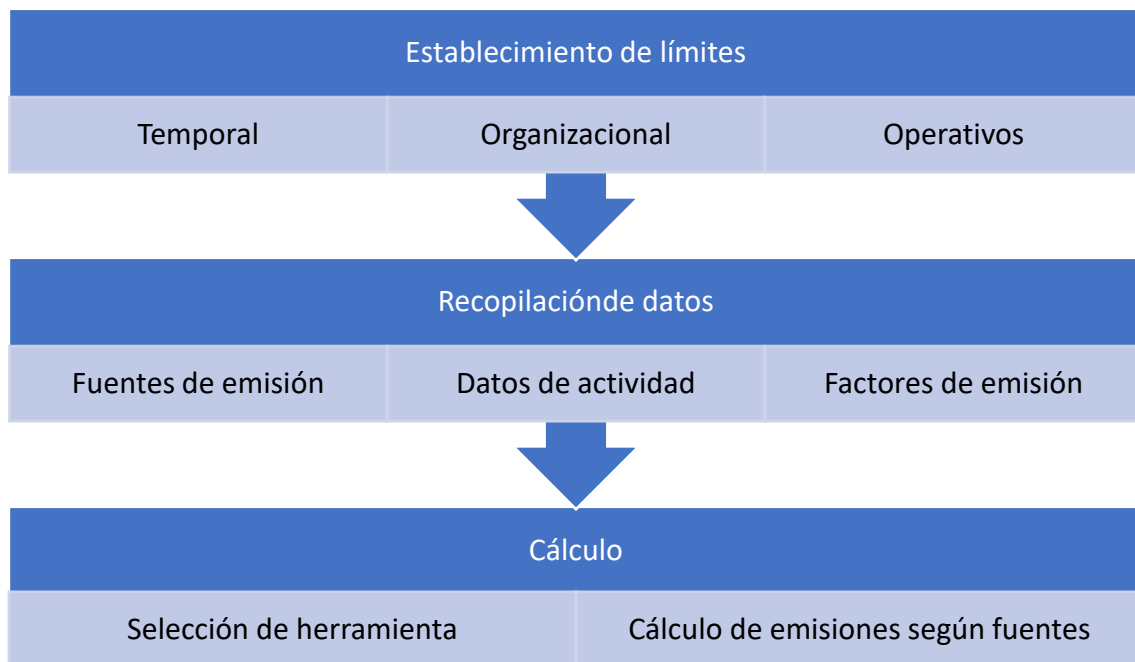 Establecimiento de límites
Temporal
Organizacional
Operativos
Recopilaciónde datos
Fuentes de emisión
Datos de actividad
Factores de emisión
Cálculo
Selección de herramienta
Cálculo de emisiones según fuentes